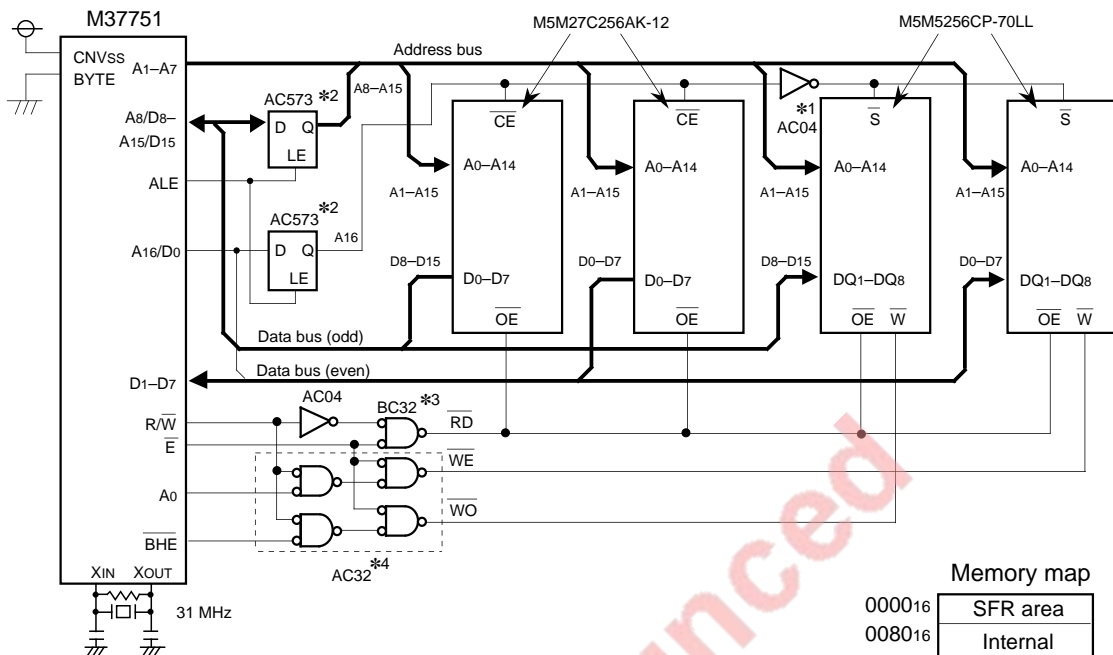 M37751
M5M27C256AK-12
M5M5256CP-70LL
CNVss
BYTE
A1–A7
Address bus
A8–A15
AC573*2
A8/D8–
A15/D15
D Q
LE
ALE
AC573*2
A16/D0
D Q
LE
A16
CE
A0–A14
A1–A15
D8–D15
D0–D7
OE
CE
A0–A14
A1–A15
D0–D7
D0–D7
OE
*1
AC04
S
A0–A14
A1–A15
D8–D15
DQ1–DQ8
OE W
S
A0–A14
A1–A15
D0–D7
DQ1–DQ8
OE W
Data bus (odd)
Data bus (even)
D1–D7
R/W
E
A0
BHE
AC04
BC32*3
RD
WE
WO
AC32*4
XIN XOUT
31 MHz
Memory map
000016
SFR area
008016
Internal
unced